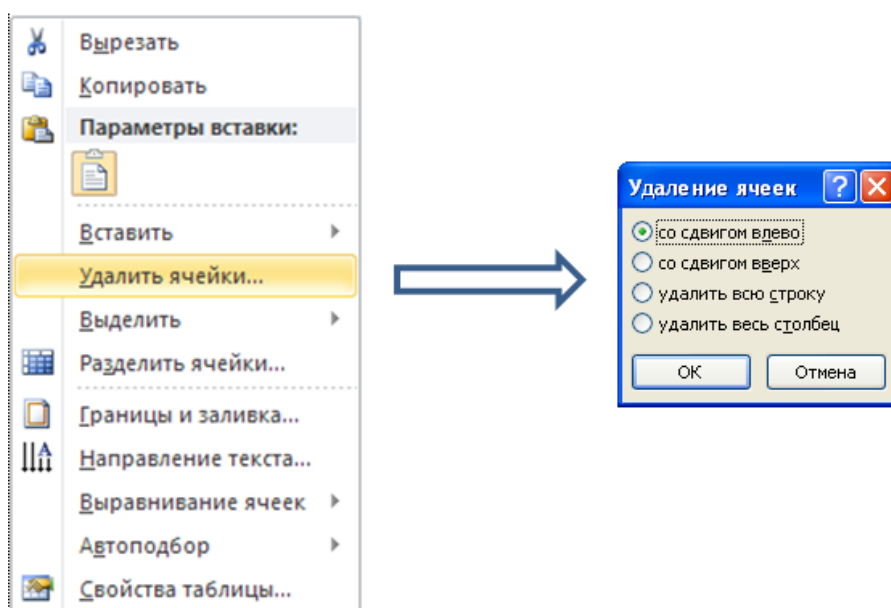 Вырезать
Копировать
Параметры вставки:
Вставить
Удалить ячейки...
Выделить
Разделить ячейки...
Границы и заливка...
Направление текста...
Выравнивание ячеек
Автоподбор
Свойства таблицы...
Удаление ячеек
со сдвигом влево
со сдвигом вверх
удалить всю строку
удалить весь столбец
ОК Отмена